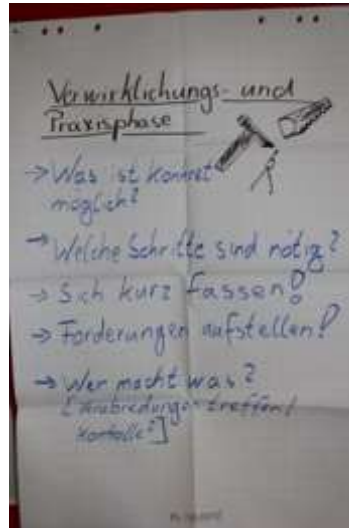 Verwirklichungs- und
Praxisphase
→ Was ist konkret
möglich?
→ Welche Schritte sind nötig?
→ Sich kurz fassen!
→ Forderungen aufstellen!
→ Wer macht was?
treffen/
Kontrolle?]